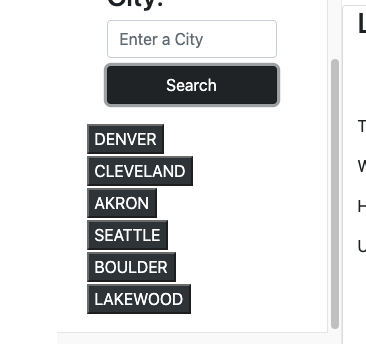 City:
Enter a City
Search
DENVER
CLEVELAND
AKRON
SEATTLE
BOULDER
LAKEWOOD